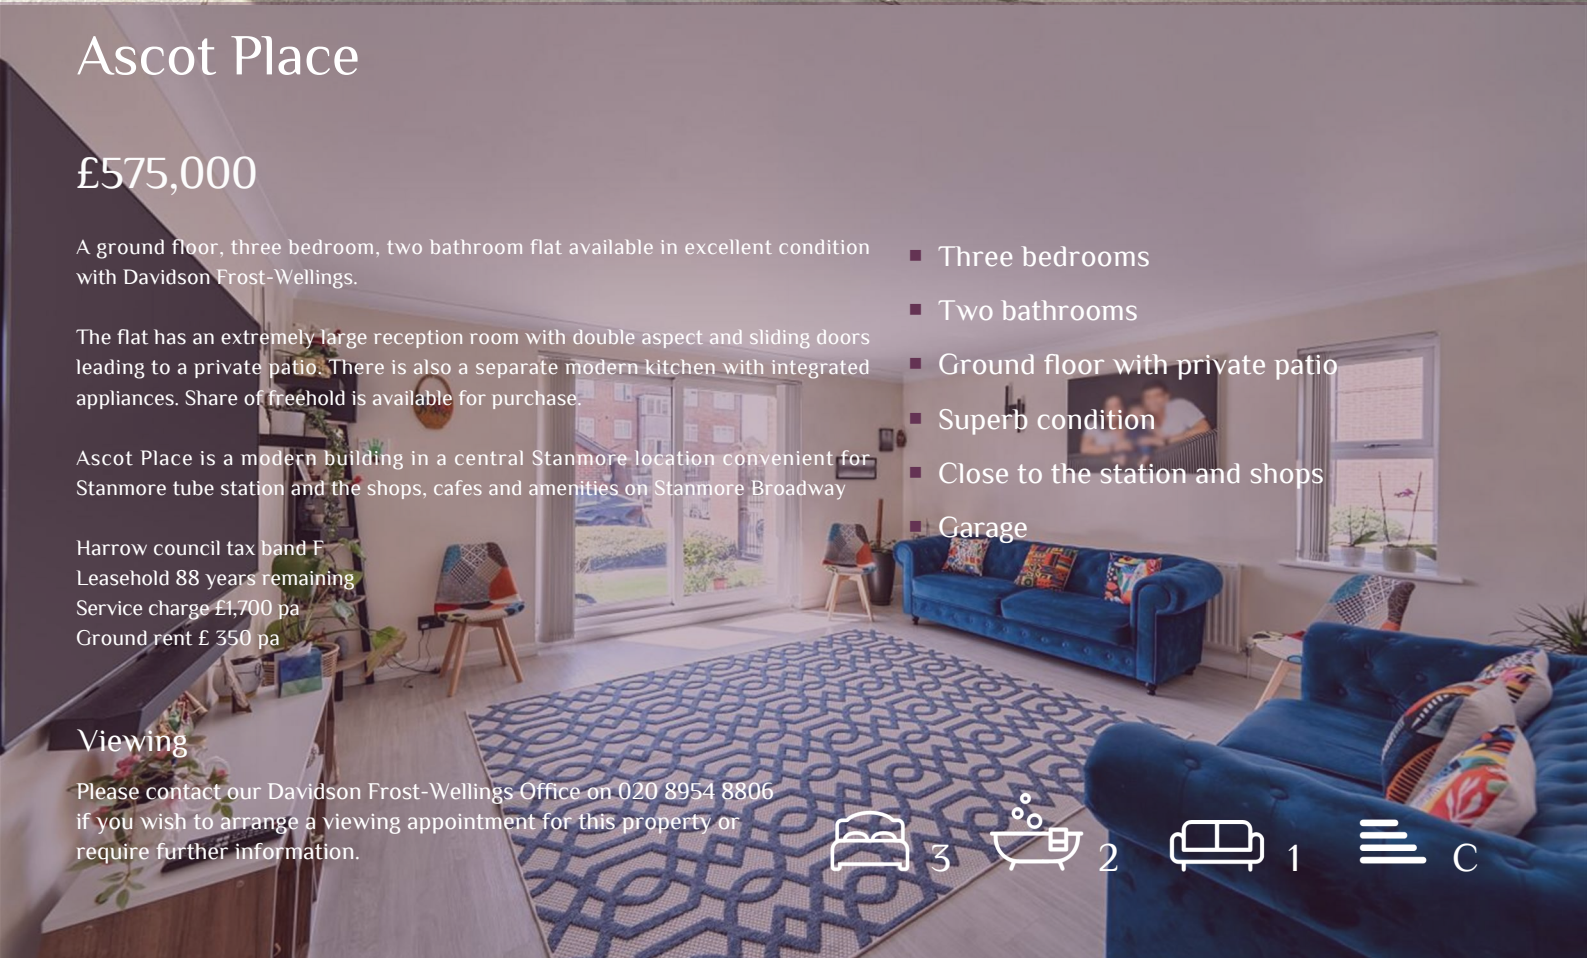 Ascot Place
£575,000
A ground floor, three bedroom, two bathroom flat available in excellent condition
with Davidson Frost-Wellings.
The flat has an extremely large reception room with double aspect and sliding doors
leading to a private patio. There is also a separate modern kitchen with integrated
appliances. Share of freehold is available for purchase.
Ascot Place is a modern building in a central Stanmore location convenient for
Stanmore tube station and the shops, cafes and amenities on Stanmore Broadway
Harrow council tax band F
Leasehold 88 years remaining
Service charge £1,700 pa
Ground rent £ 350 pa
Three bedrooms
Two bathrooms
Ground floor with private patio
Superb condition
Close to the station and shops
Garage
Viewing
Please contact our Davidson Frost-Wellings Office on 020 8954 8806
if you wish to arrange a viewing appointment for this property or
require further information.
3 2 1 C